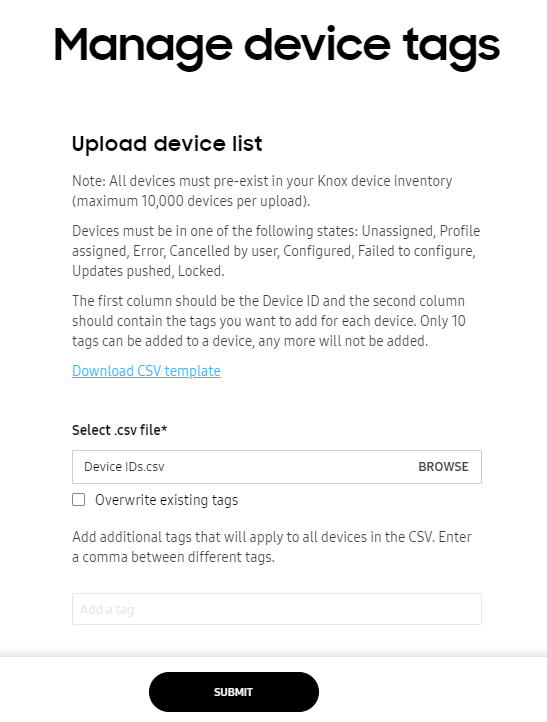 Manage device tags
Upload device list
Note: All devices must pre-exist in your Knox device inventory
(maximum 10,000 devices per upload).
Devices must be in one of the following states: Unassigned, Profile
assigned, Error, Cancelled by user, Configured, Failed to configure,
Updates pushed, Locked.
The first column should be the Device ID and the second column
should contain the tags you want to add for each device. Only 10
tags can be added to a device, any more will not be added.
Download CSV template
Select .csv file*
Device IDs.csv BROWSE
Overwrite existing tags
Add additional tags that will apply to all devices in the CSV. Enter
a comma between different tags.
Add a tag
SUBMIT